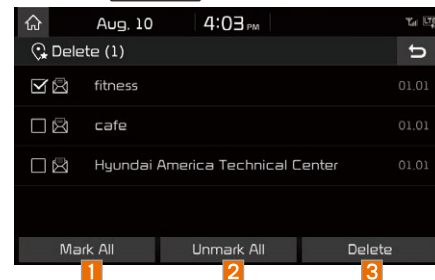 Aug. 10 4:03 PM
Delete (1)
fitness 01.01
cafe 01.01
Hyundai America Technical Center 01.01
Mark All Unmark All Delete
1 2 3